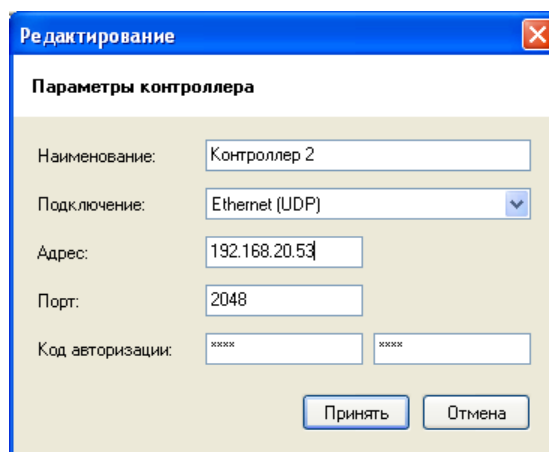 Редактирование
Параметры контроллера
Наименование: Контроллер 2
Подключение: Ethernet (UDP)
Адрес: 192.168.20.53
Порт: 2048
Код авторизации: **** ****
Принять Отмена